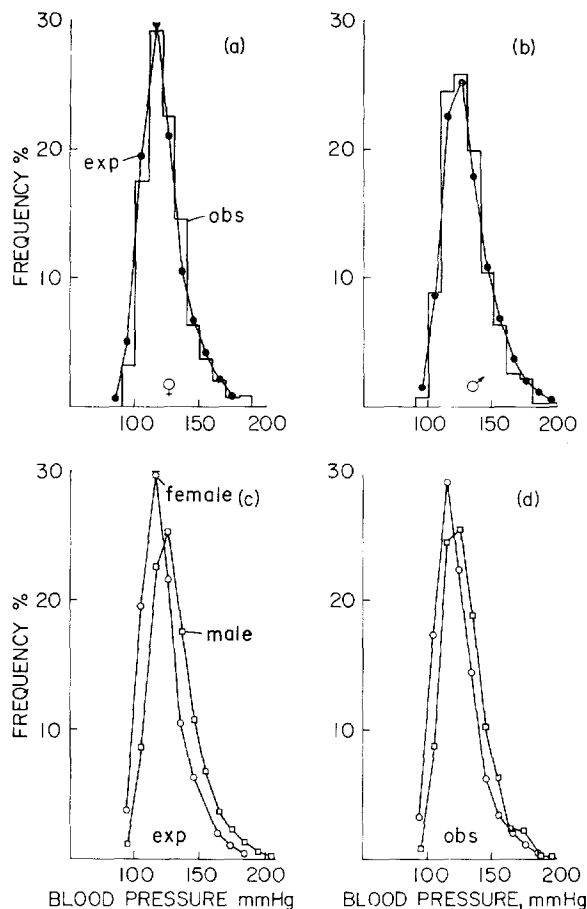 (a)
30
20
10
FREQUENCY %
exp
obs
♀
100 150 200
(b)
30
20
10
♂
100 150 200
(c)
30
20
10
FREQUENCY %
female
male
exp
100 150 200
BLOOD PRESSURE mmHg
(d)
30
20
10
obs
100 150 200
BLOOD PRESSURE, mmHg